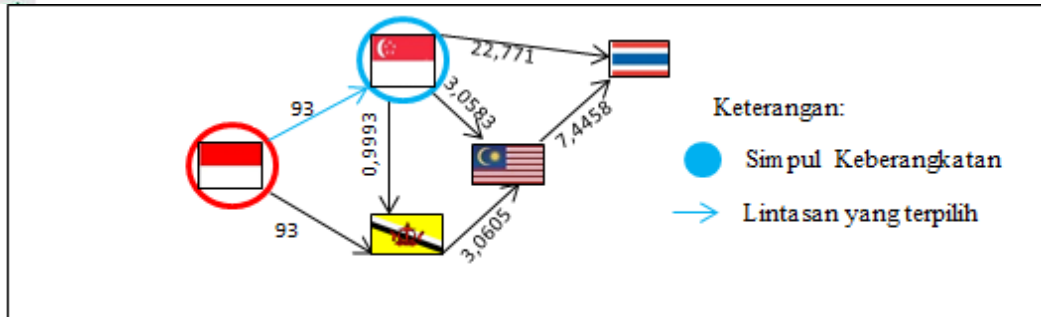 22,771
93
3,0583
0,9993
7,4458
93
3,0605
Keterangan:
Simpul Keberangkatan
Lintasan yang terpilih